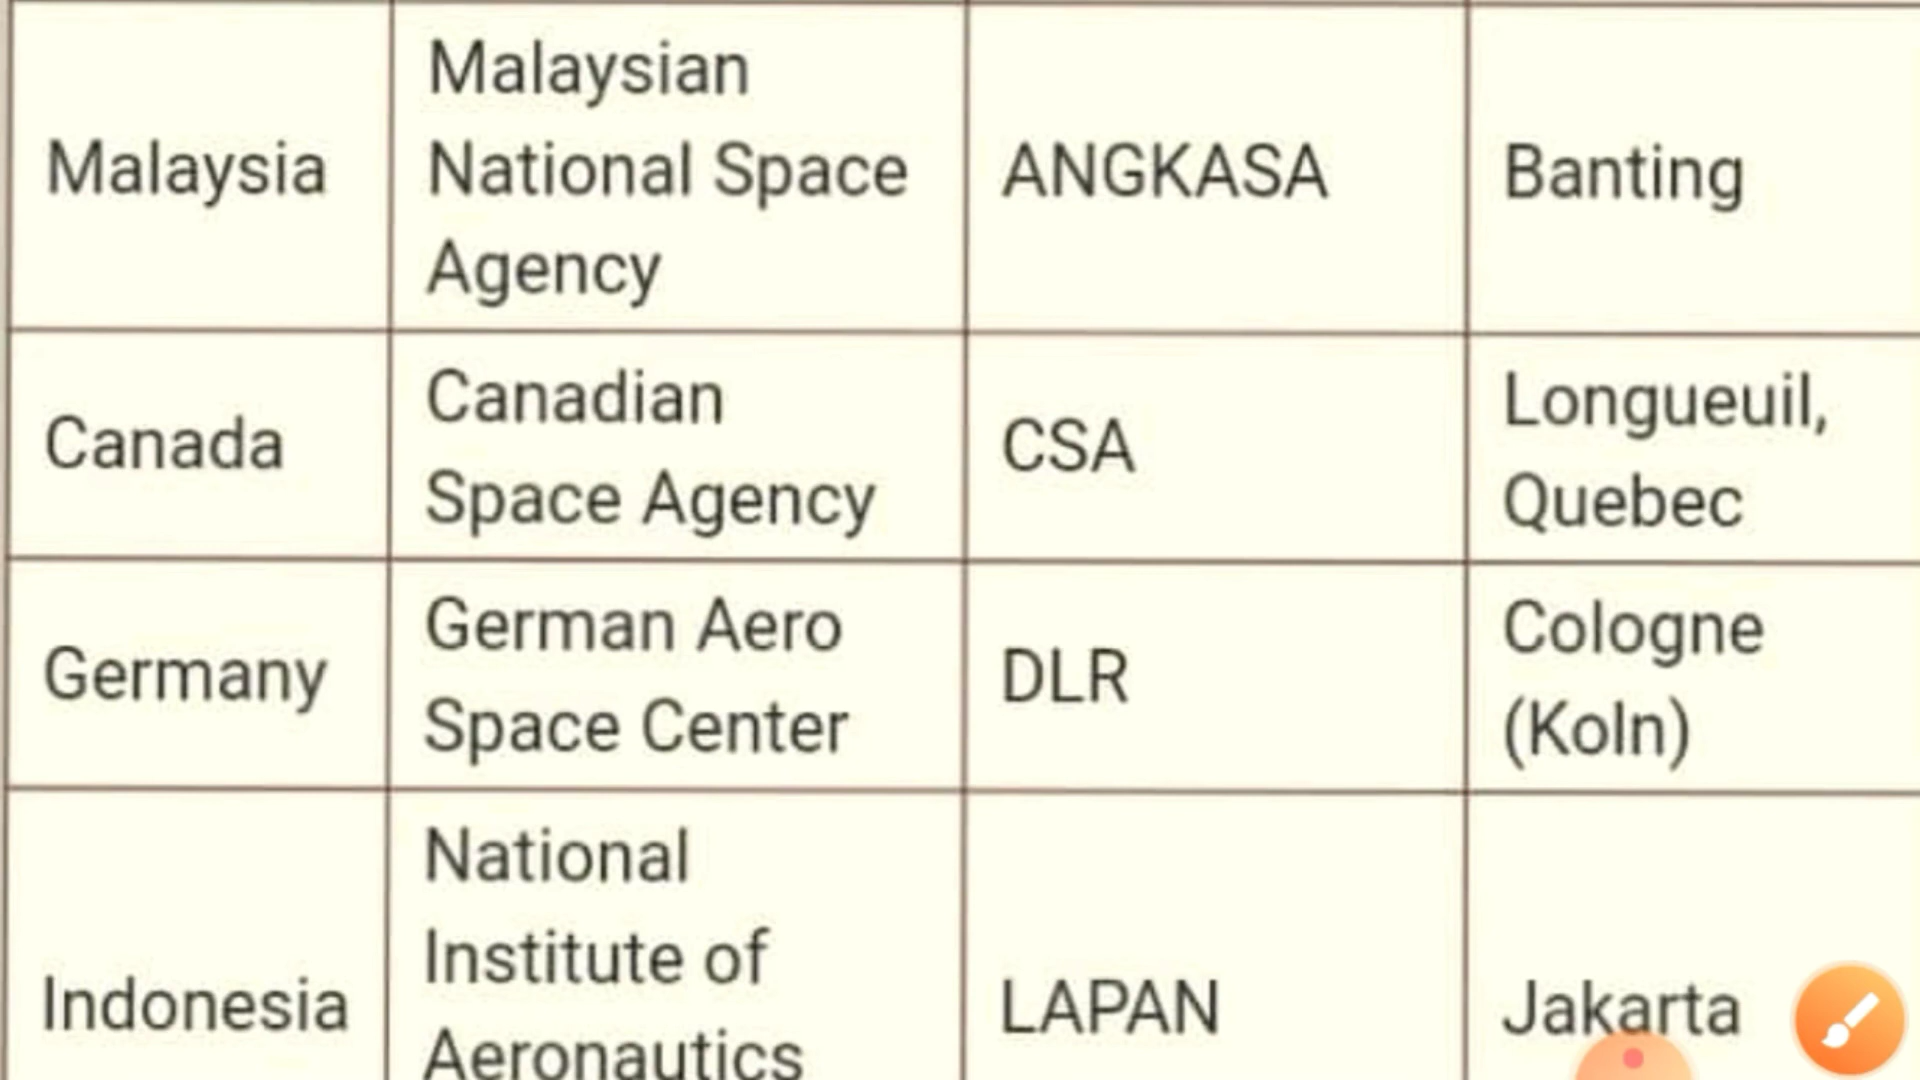 Malaysia
Malaysian
National Space
Agency
ANGKASA
Banting
Canada
Canadian
Space Agency
CSA
Longueuil,
Quebec
Germany
German Aero
Space Center
DLR
Cologne
(Koln)
Indonesia
National
Institute of
Aeronautics
LAPAN
Jakarta